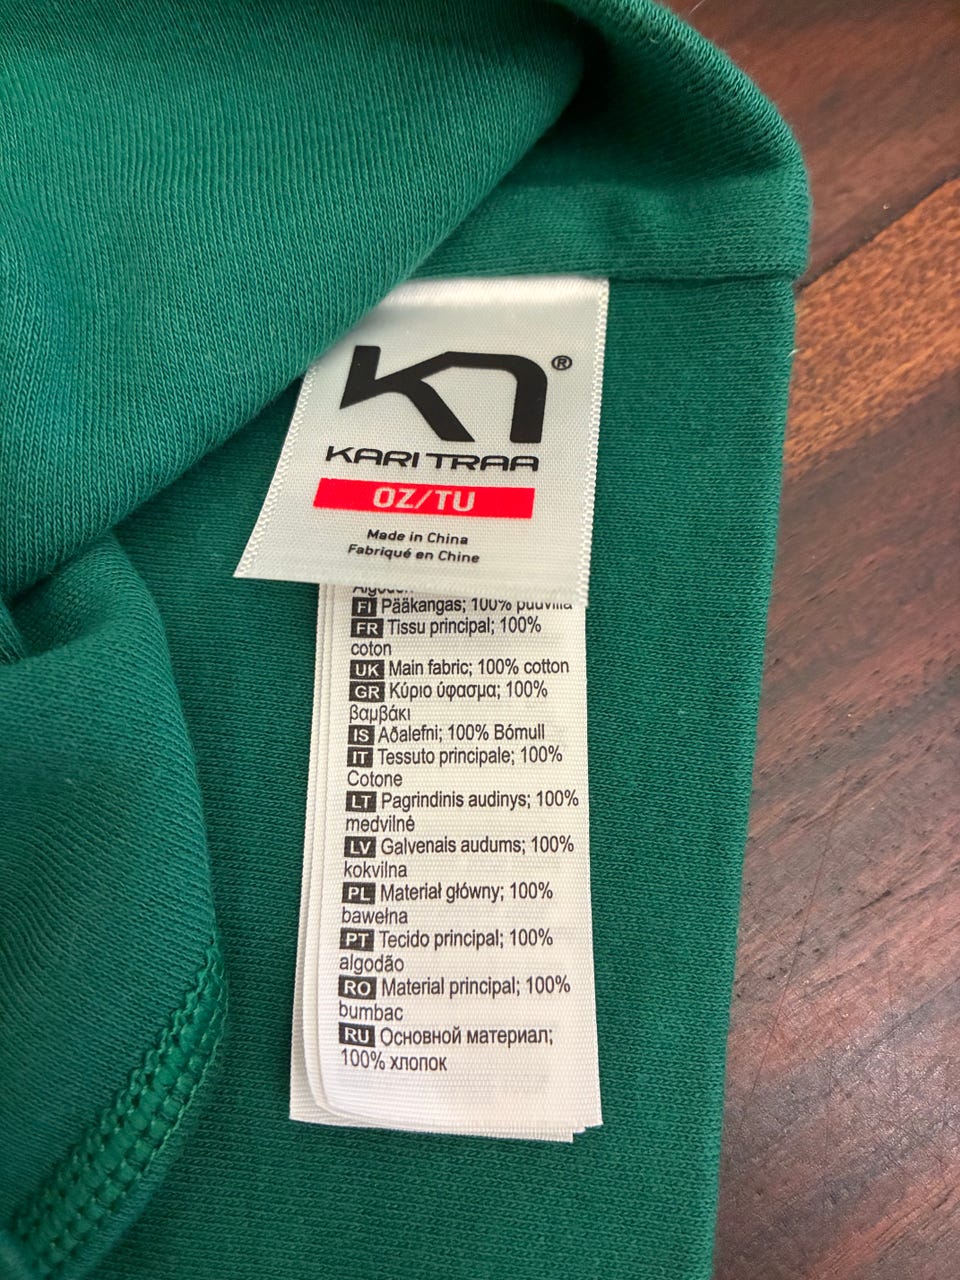 KARI TRAA
OZ/TU
Made in China
Fabriqué en Chine
Algodón
FI Pääkangas; 100% puuvilla
FR Tissu principal; 100%
coton
UK Main fabric; 100% cotton
GR Κύριο ύφασμα; 100%
βαμβάκι
IS Aðalefni; 100% Bómull
IT Tessuto principale; 100%
Cotone
LT Pagrindinis audinys; 100%
medvilnė
LV Galvenais audums; 100%
kokvilna
PL Materiał główny; 100%
bawełna
PT Tecido principal; 100%
algodão
RO Material principal; 100%
bumbac
RU Основной материал;
100% хлопок